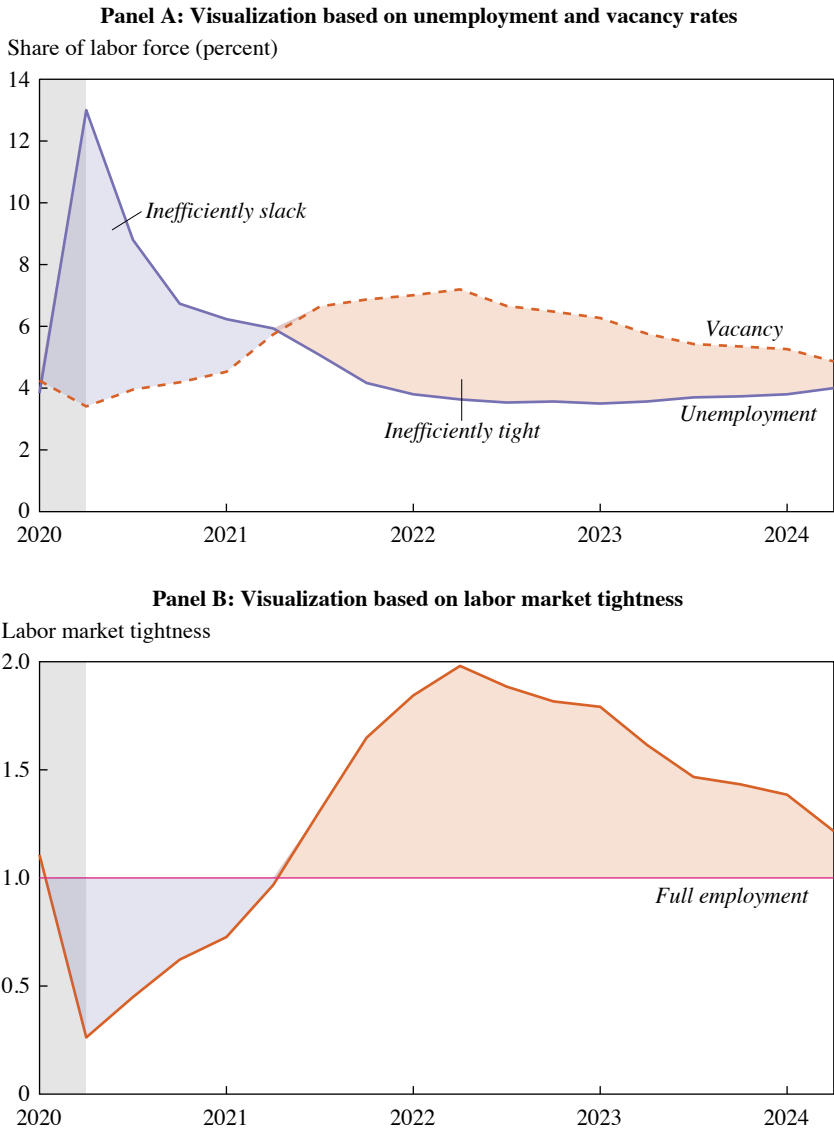 Panel A: Visualization based on unemployment and vacancy rates
Share of labor force (percent)
14
12
10
8
6
4
2
0
Inefficiently slack
Vacancy
Unemployment
Inefficiently tight
2020 2021 2022 2023 2024
Panel B: Visualization based on labor market tightness
Labor market tightness
2.0
1.5
1.0
0.5
0
Full employment
2020 2021 2022 2023 2024